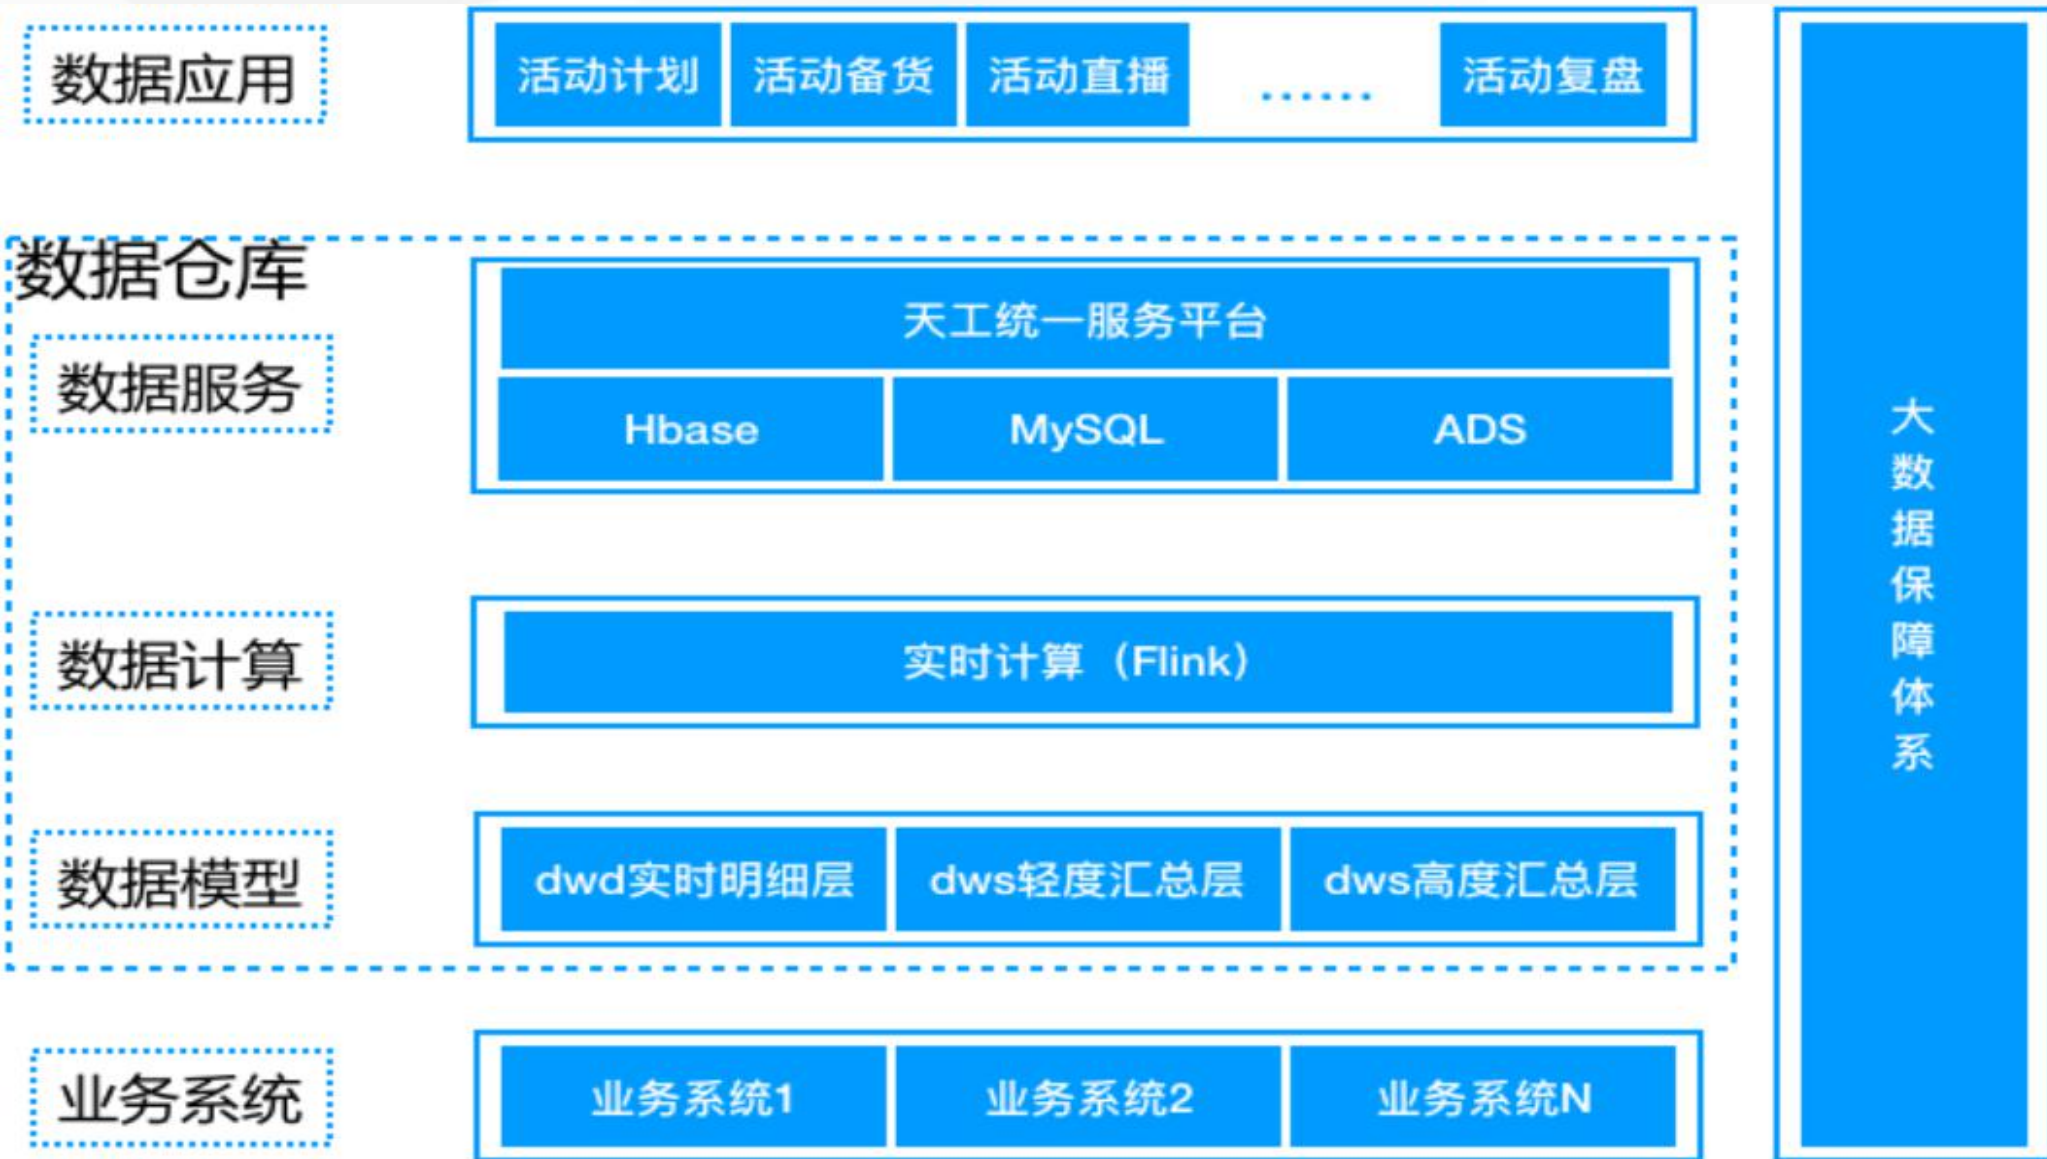 数据应用
活动计划
活动备货
活动直播
......
活动复盘
数据仓库
数据服务
天工统一服务平台
Hbase
MySQL
ADS
数据计算
实时计算（Flink）
数据模型
dwd实时明细层
dws轻度汇总层
dws高度汇总层
业务系统
业务系统1
业务系统2
业务系统N
大数据保障体系